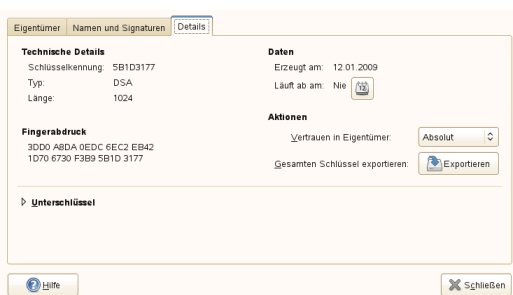 Eigentümer Namen und Signaturen Details
Technische Details
Schlüsselkennung: 5B1D3177
Typ: DSA
Länge: 1024
Fingerabdruck
3DD0 A8DA 0EDC 6EC2 EB42
1D70 6730 F3B9 5B1D 3177
Daten
Erzeugt am: 12.01.2009
Läuft ab am: Nie
Aktionen
Vertrauen in Eigentümer: Absolut
Gesamten Schlüssel exportieren: Exportieren
Unterschlüssel
Hilfe Schließen